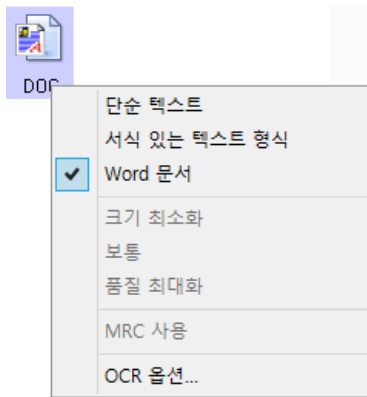 DOC
단순 텍스트
서식 있는 텍스트 형식
Word 문서
크기 최소화
보통
품질 최대화
MRC 사용
OCR 옵션...